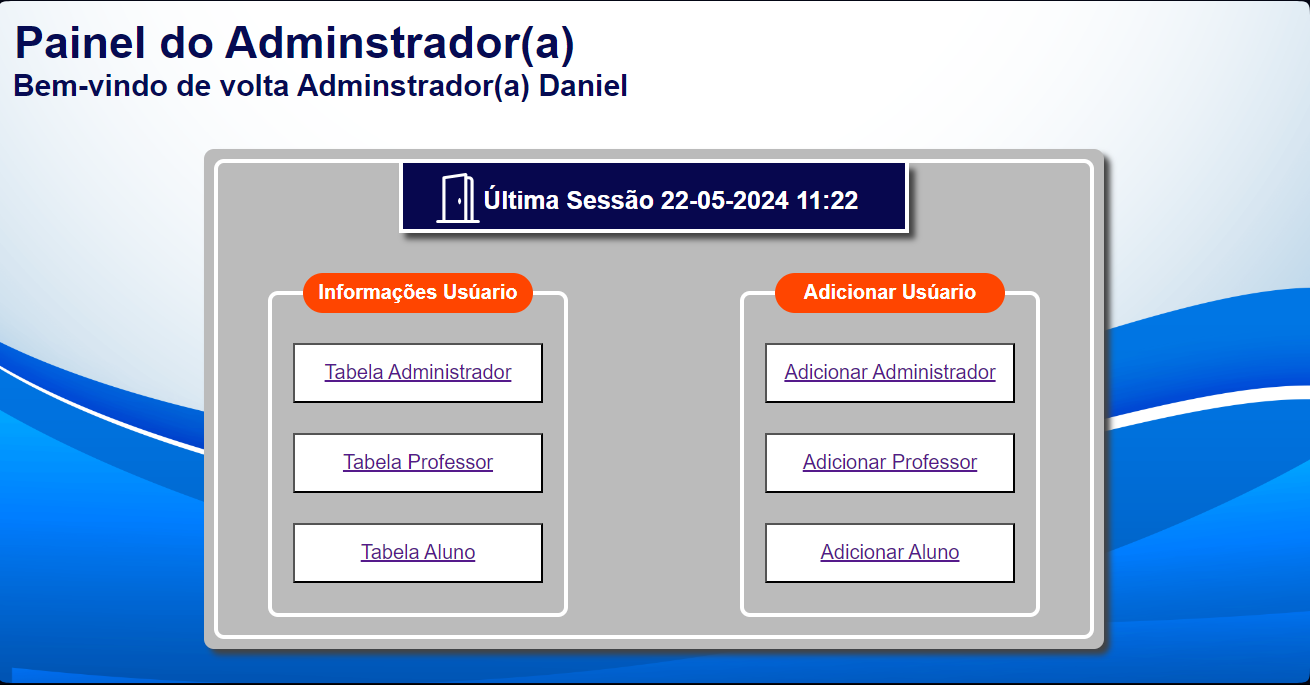 Painel do Adminstrador(a)
Bem-vindo de volta Adminstrador(a) Daniel
Última Sessão 22-05-2024 11:22
Informações Usúario
Tabela Administrador
Tabela Professor
Tabela Aluno
Adicionar Usúario
Adicionar Administrador
Adicionar Professor
Adicionar Aluno